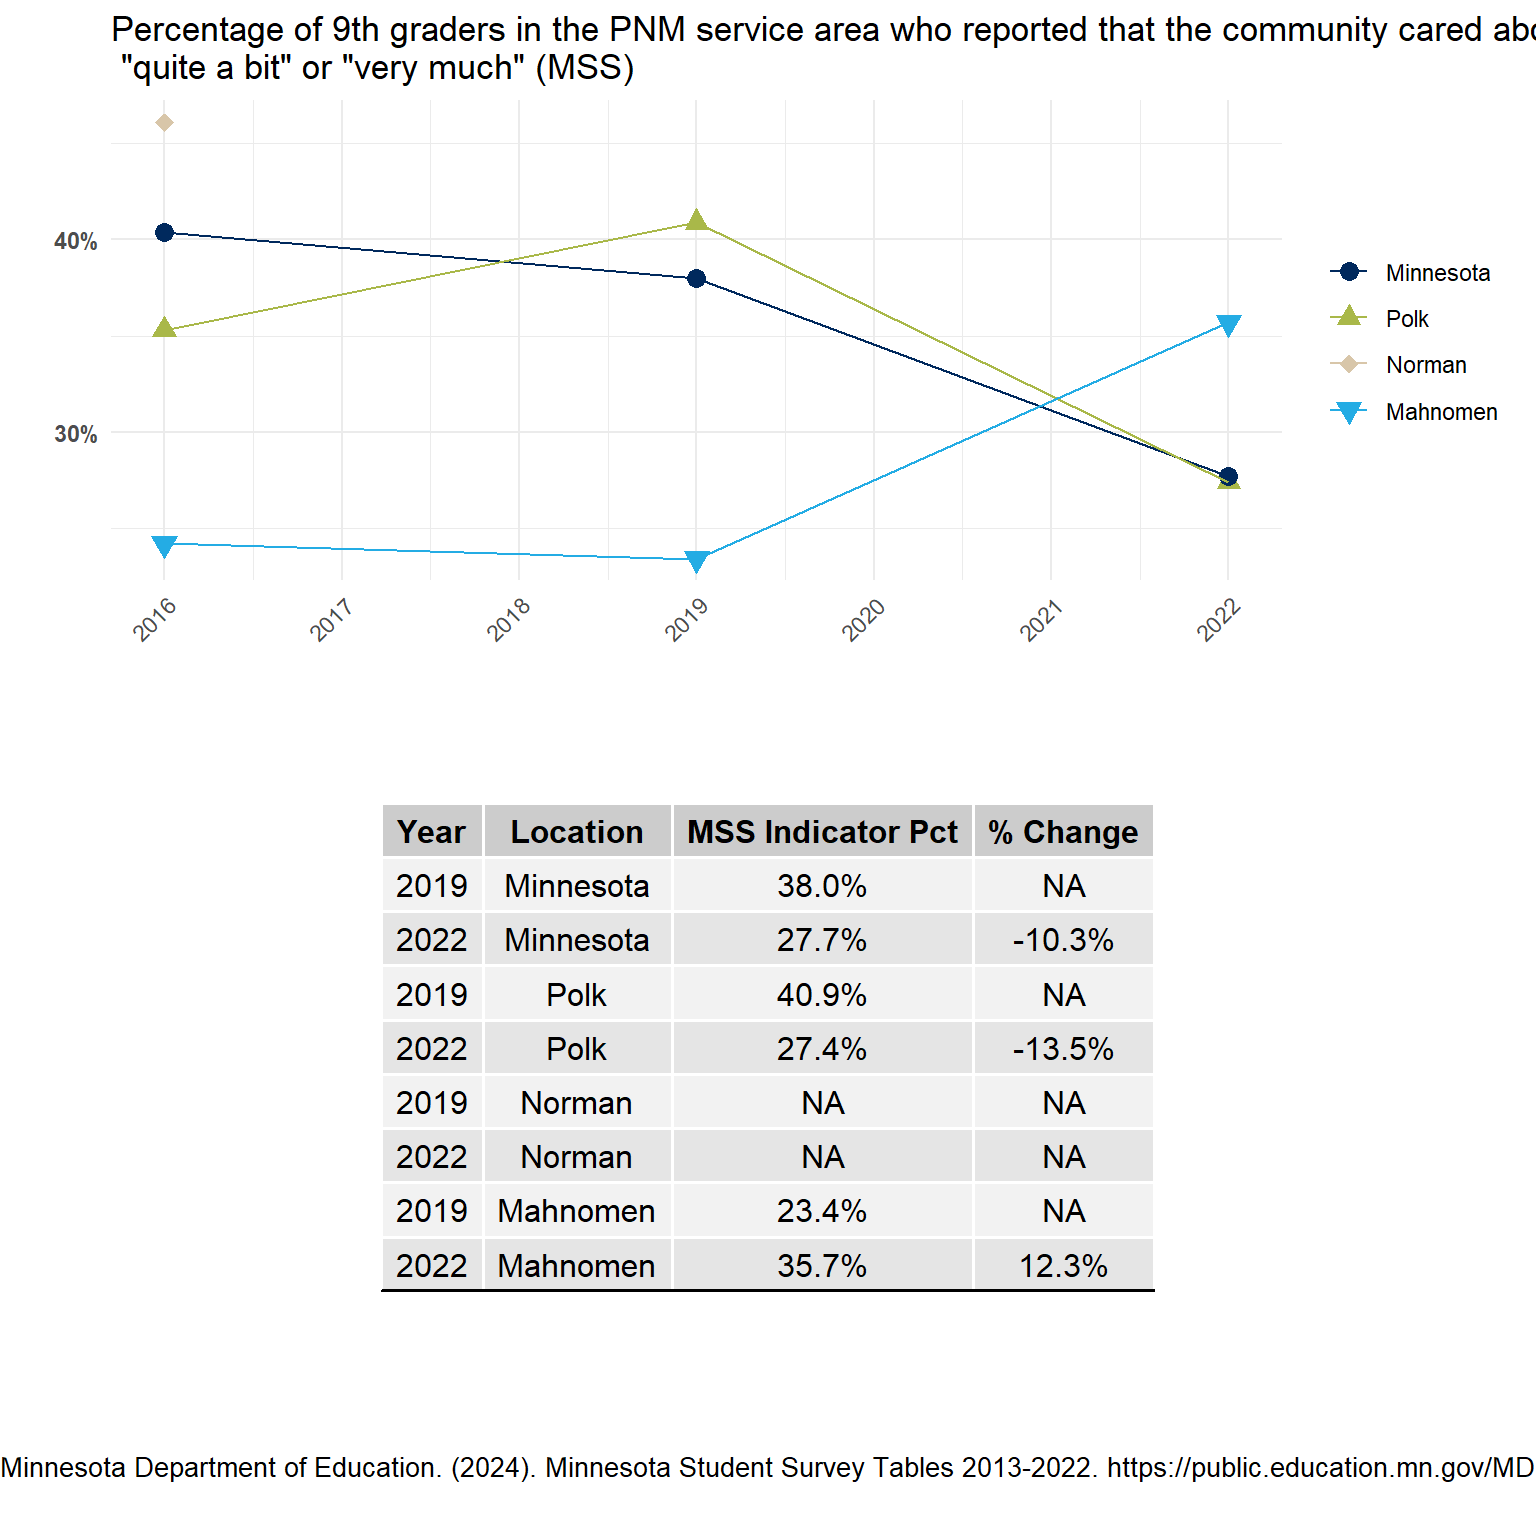 Percentage of 9th graders in the PNM service area who reported that the community cared
"quite a bit" or "very much" (MSS)
40%
30%
2016 2017 2018 2019 2020 2021 2022
Minnesota
Polk
Norman
Mahnomen
Year Location MSS Indicator Pct % Change
2019 Minnesota 38.0% NA
2022 Minnesota 27.7% -10.3%
2019 Polk 40.9% NA
2022 Polk 27.4% -13.5%
2019 Norman NA NA
2022 Norman NA NA
2019 Mahnomen 23.4% NA
2022 Mahnomen 35.7% 12.3%
Minnesota Department of Education. (2024). Minnesota Student Survey Tables 2013-2022. https://public.education.mn.gov/MD